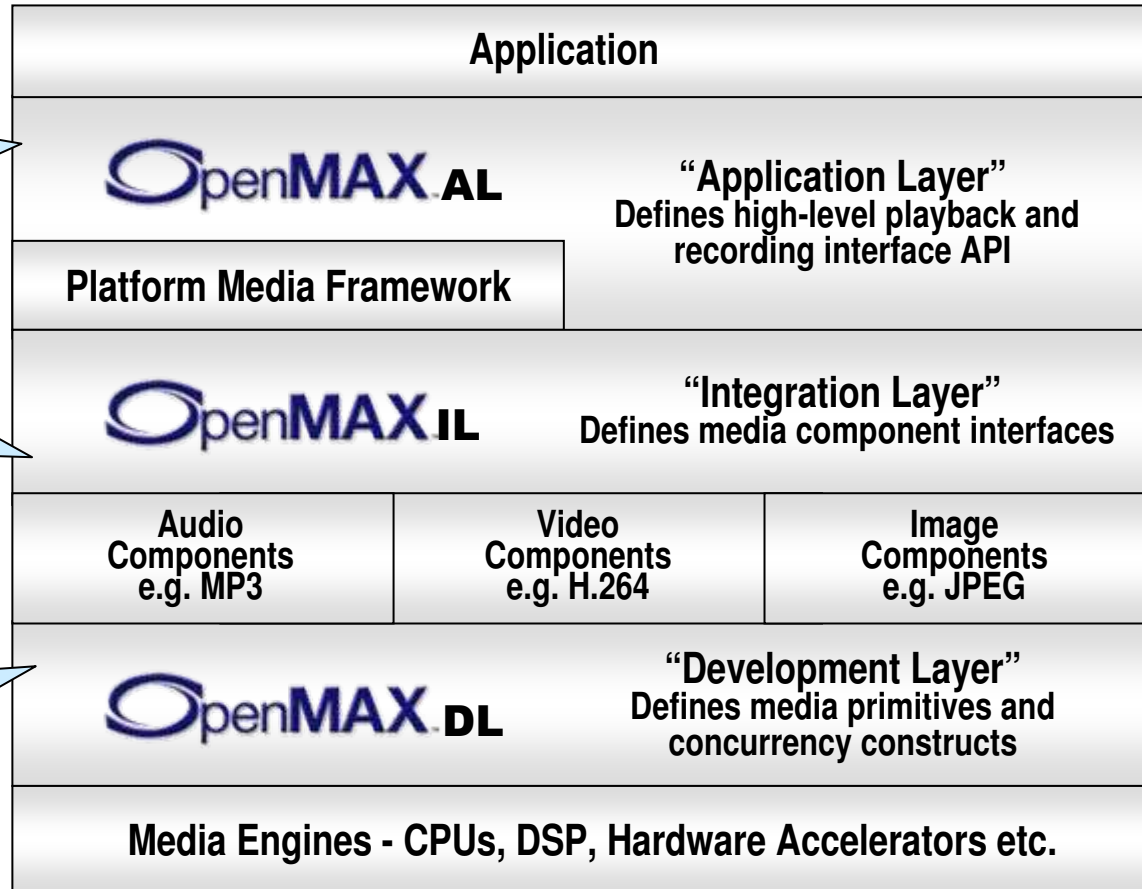 Application
OpenMAX™ AL
“Application Layer”
Defines high-level playback and
recording interface API
Platform Media Framework
OpenMAX IL
“Integration Layer”
Defines media component interfaces
Audio
Components
e.g. MP3
Video
Components
e.g. H.264
Image
Components
e.g. JPEG
OpenMAX™ DL
“Development Layer”
Defines media primitives and
concurrency constructs
Media Engines - CPUs, DSP, Hardware Accelerators etc.